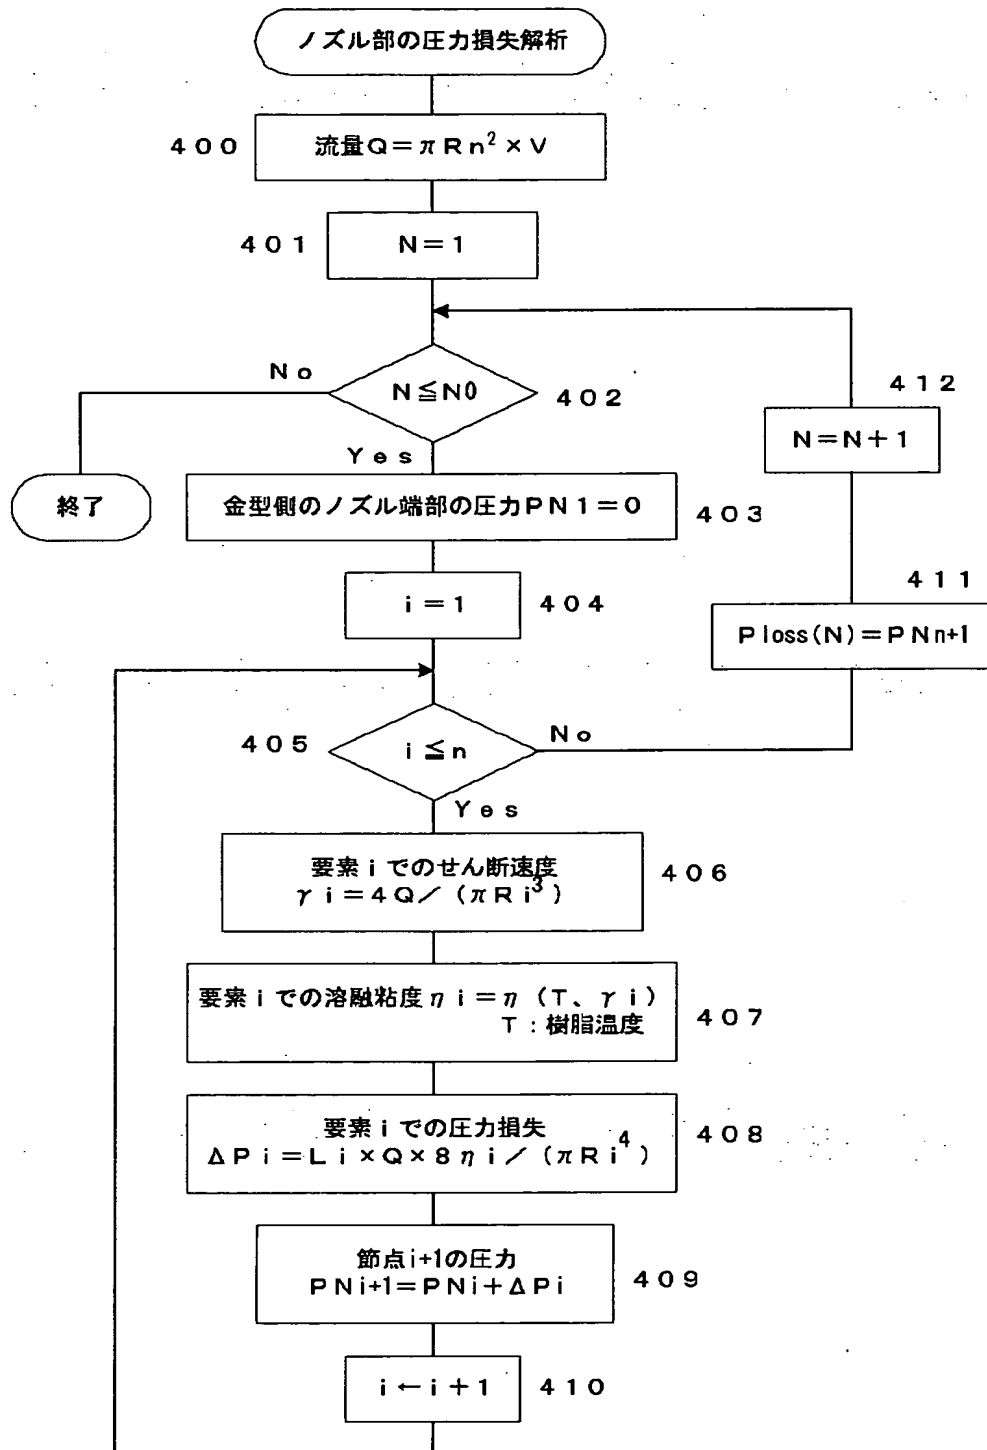 ノズル部の圧力損失解析
400
流量Q=πRn²×V
401
N=1
No
N≦N0
402
412
N=N+1
Yes
終了
金型側のノズル端部の圧力PN1=0
403
411
i=1
404
Ploss(N)=PNn+1
405
i≦n
No
Yes
要素iでのせん断速度
γi=4Q/(πRi³)
406
要素iでの溶融粘度ηi=η(T、γi)
T:樹脂温度
407
要素iでの圧力損失
ΔPi=Li×Q×8ηi/(πRi⁴)
408
節点i+1の圧力
PNi+1=PNi+ΔPi
409
i←i+1
410